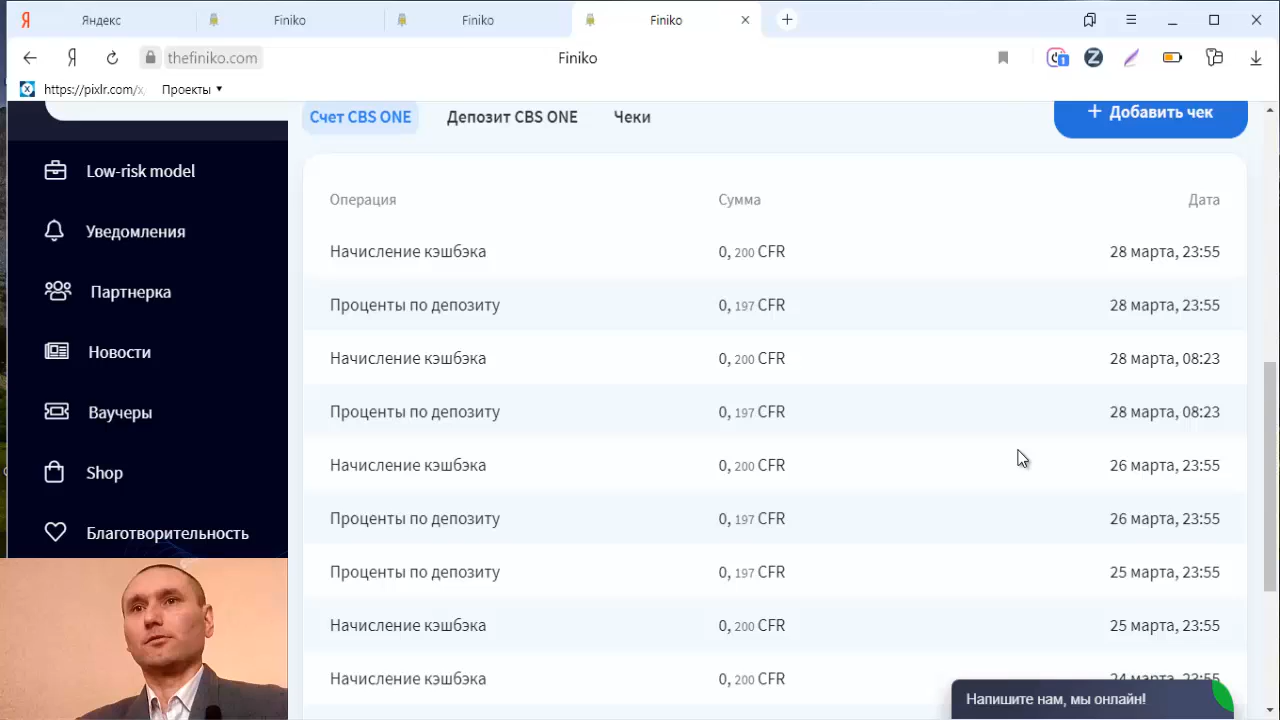 Я Яндекс Finiko Finiko Finiko
Я thefiniko.com Finiko
https://pixlr.com/x Проекты
Счет CBS ONE Депозит CBS ONE Чеки + Добавить чек
Low-risk model
Уведомления
Партнерка
Новости
Ваучеры
Shop
Благотворительность
Операция Сумма Дата
Начисление кэшбэка 0, 200 CFR 28 марта, 23:55
Проценты по депозиту 0, 197 CFR 28 марта, 23:55
Начисление кэшбэка 0, 200 CFR 28 марта, 08:23
Проценты по депозиту 0, 197 CFR 28 марта, 08:23
Начисление кэшбэка 0, 200 CFR 26 марта, 23:55
Проценты по депозиту 0, 197 CFR 26 марта, 23:55
Проценты по депозиту 0, 197 CFR 25 марта, 23:55
Начисление кэшбэка 0, 200 CFR 25 марта, 23:55
Начисление кэшбэка 0, 200 CFR 24 марта, 23:55
Напишите нам, мы онлайн!